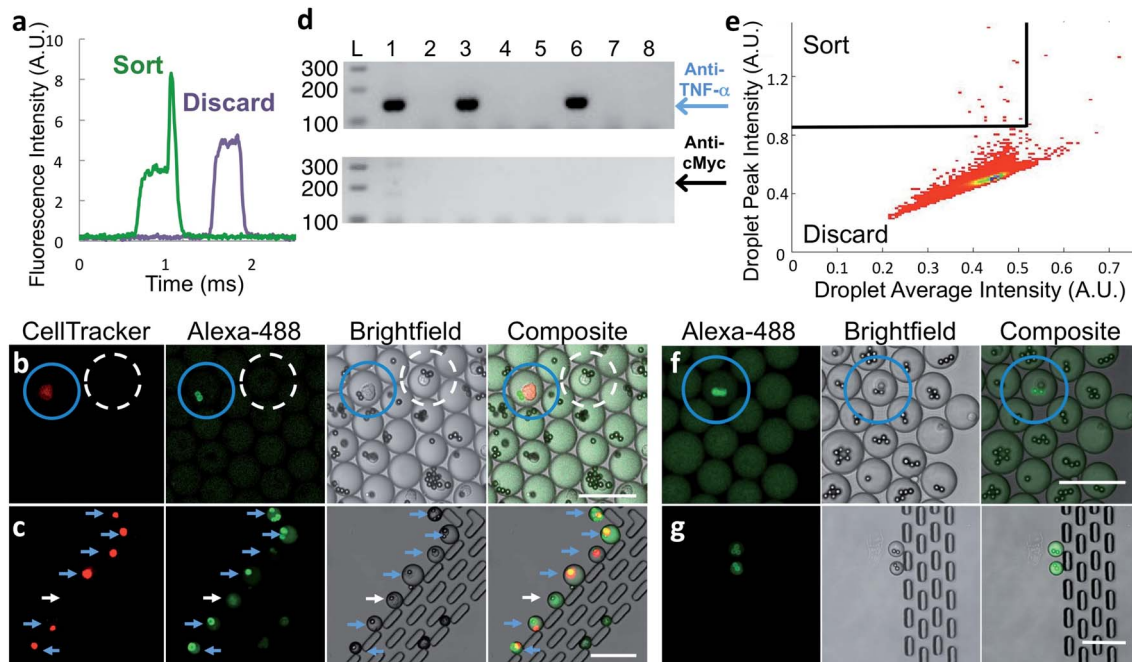 a
Fluorescence Intensity (A.U.)
10
8
6
4
2
0
Sort
Discard
0 1 2
Time (ms)
d
L 1 2 3 4 5 6 7 8
300
200
100
Anti-
TNF-α
300
200
100
Anti-
cMyc
e
Droplet Peak Intensity (A.U.)
Sort
1.2
0.8
0.4
0
Discard
0 0.1 0.2 0.3 0.4 0.5 0.6 0.7
Droplet Average Intensity (A.U.)
CellTracker Alexa-488 Brightfield Composite
b
c
Alexa-488 Brightfield Composite
f
g